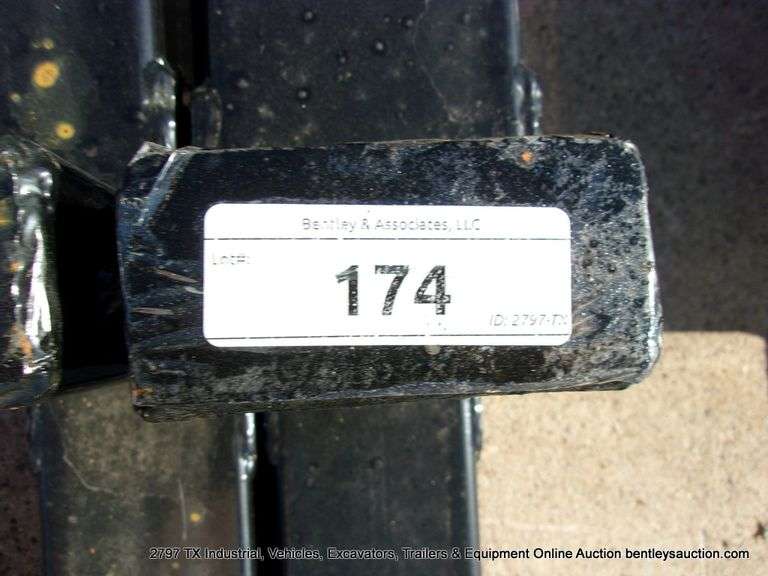 Bentley & Associates, LLC
Lot#:
174
ID: 2797-TX
2797 TX Industrial, Vehicles, Excavators, Trailers & Equipment Online Auction bentleysauction.com